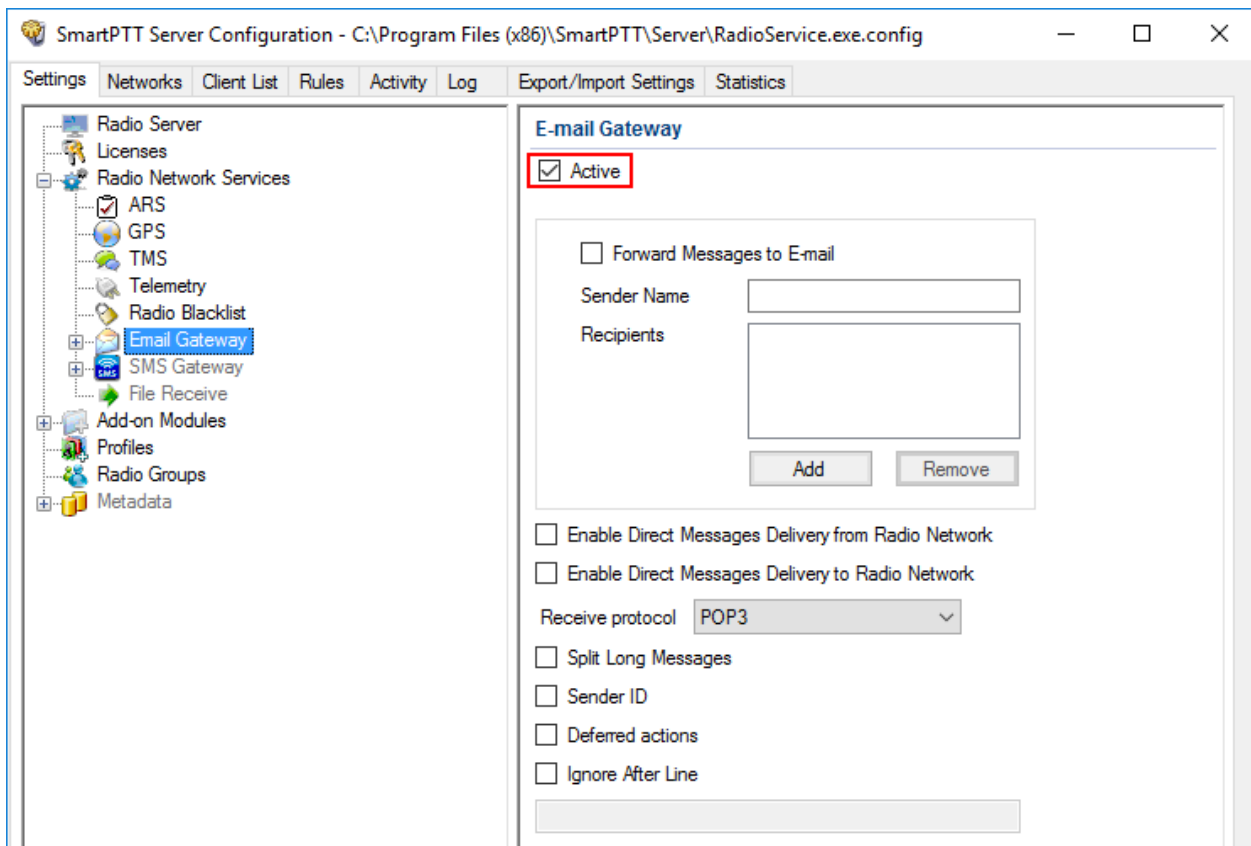 SmartPTT Server Configuration - C:\Program Files (x86)\SmartPTT\Server\RadioService.exe.config
Settings Networks Client List Rules Activity Log Export/Import Settings Statistics
Radio Server
Licenses
Radio Network Services
ARS
GPS
TMS
Telemetry
Radio Blacklist
Email Gateway
SMS SMS Gateway
File Receive
Add-on Modules
Profiles
Radio Groups
Metadata
E-mail Gateway
Active
Forward Messages to E-mail
Sender Name
Recipients
Add Remove
Enable Direct Messages Delivery from Radio Network
Enable Direct Messages Delivery to Radio Network
Receive protocol POP3
Split Long Messages
Sender ID
Deferred actions
Ignore After Line